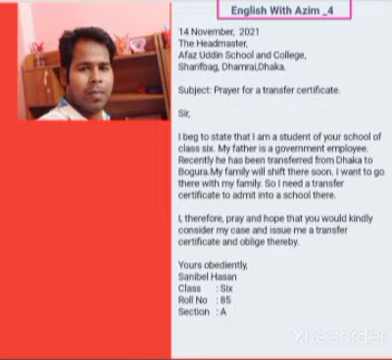 English With Azim _4
14 November, 2021
The Headmaster,
Afaz Uddin School and College,
Sharifbag, Dhamrai,Dhaka.
Subject: Prayer for a transfer certificate.
Sir,
I beg to state that I am a student of your school of
class six. My father is a government employee.
Recently he has been transferred from Dhaka to
Bogura.My family will shift there soon. I want to go
there with my family. So I need a transfer
certificate to admit into a school there.
I, therefore, pray and hope that you would kindly
consider my case and issue me a transfer
certificate and oblige thereby.
Yours obediently,
Sanibel Hasan
Class : Six
Roll No : 85
Section : A
XRecorder